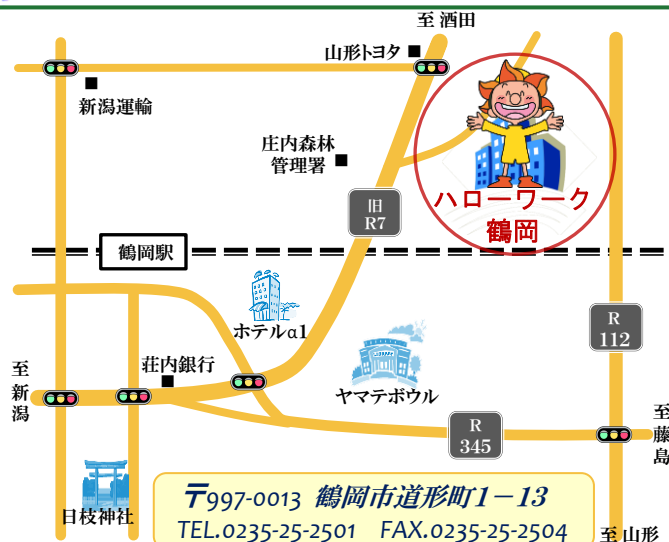 至 酒田
山形トヨタ
新潟運輸
庄内森林
管理署
ハローワーク
鶴岡
旧
R7
鶴岡駅
ホテルα1
R
112
荘内銀行
ヤマテボウル
至
新
潟
R
345
至
藤
島
日枝神社
〒997-0013 鶴岡市道形町1－13
TEL.0235-25-2501 FAX.0235-25-2504
至 山形